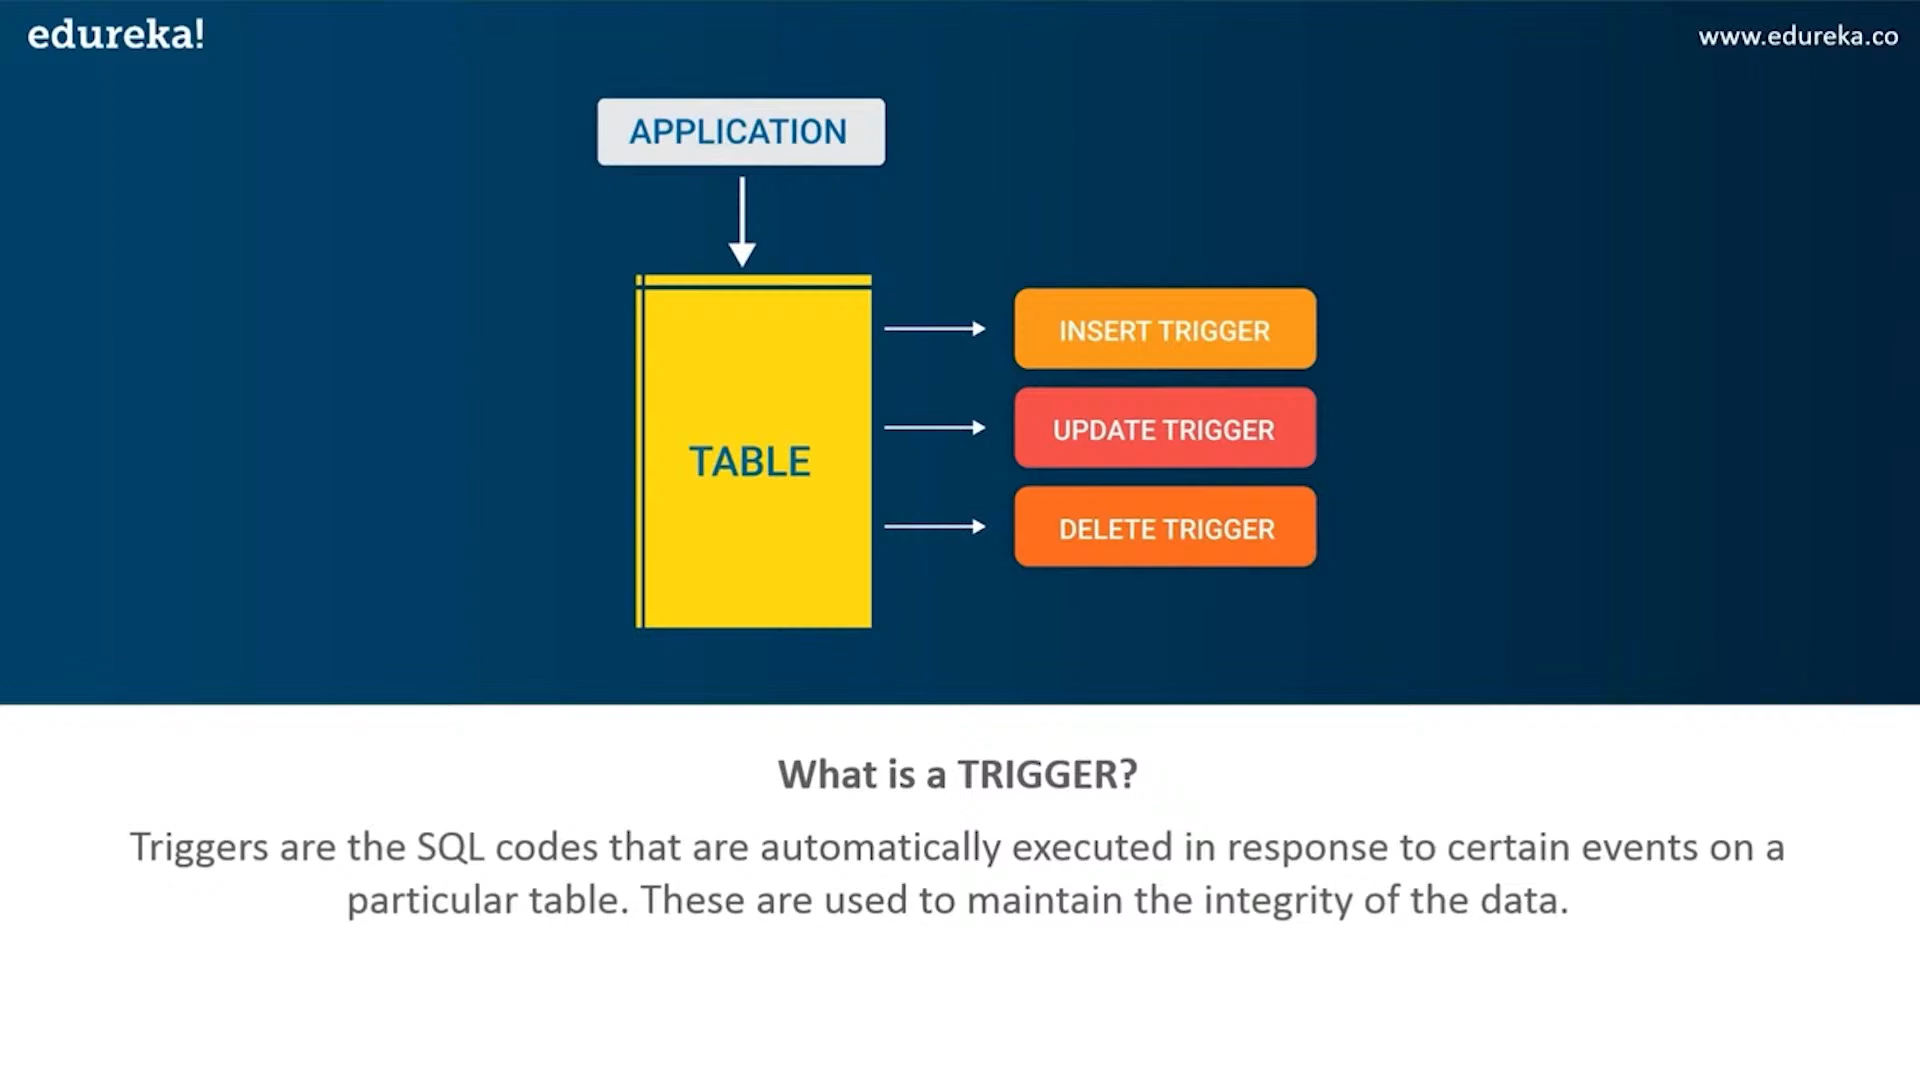 edureka!
www.edureka.co
APPLICATION
TABLE
INSERT TRIGGER
UPDATE TRIGGER
DELETE TRIGGER
What is a TRIGGER?
Triggers are the SQL codes that are automatically executed in response to certain events on a
particular table. These are used to maintain the integrity of the data.